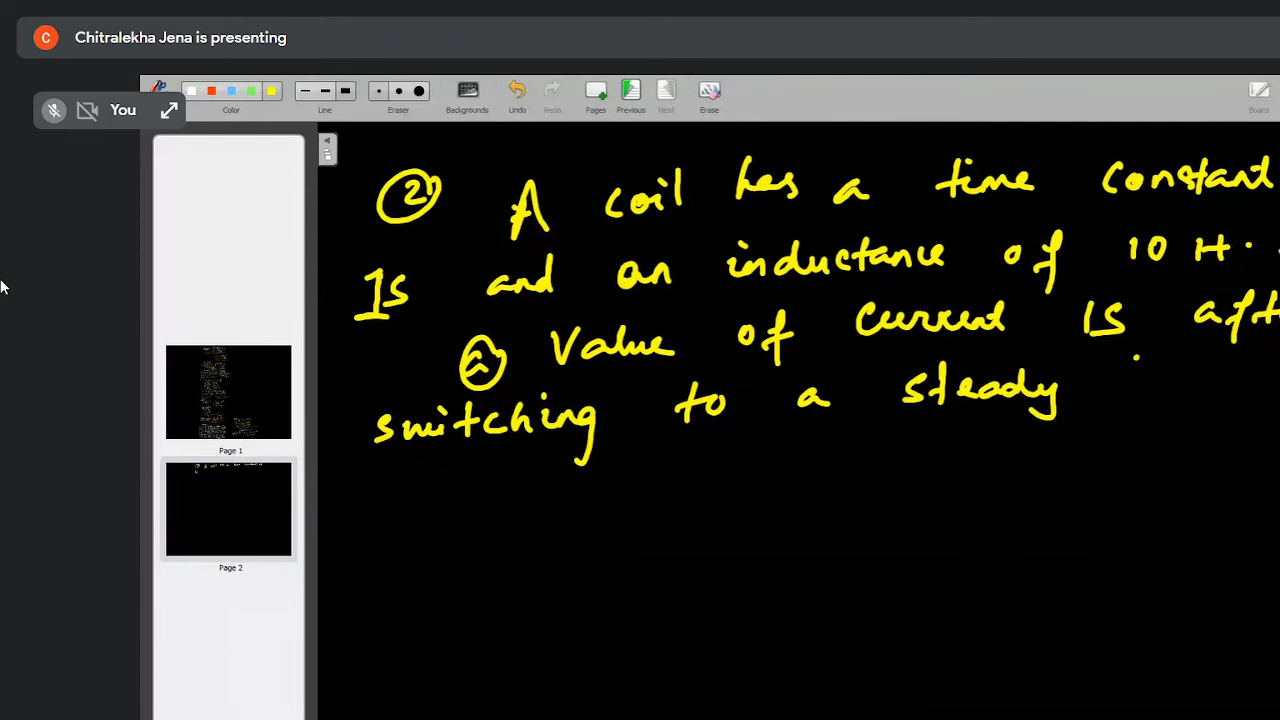 Chitralekha Jena is presenting
You
Color
Line
Eraser
Backgrounds
Undo
Redo
Pages
Previous
Next
Erase
Board
② A coil has a time constant
1s and an inductance of 10 H.
ⓐ Value of current 1s aft
switching to a steady
Page 1
Page 2